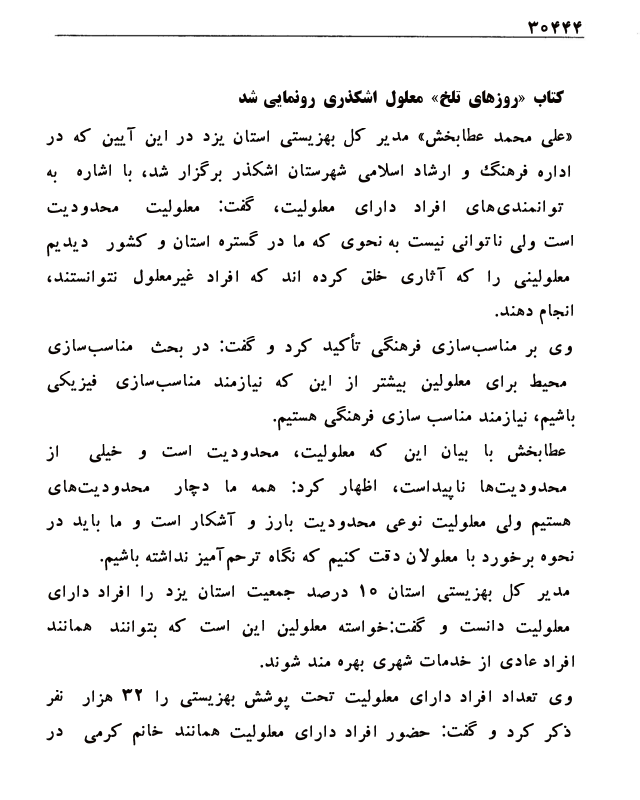 ۳۰۴۴۴
کتاب «روزهای تلخ» معلول اشکذری رونمایی شد
«علی محمد عطابخش» مدیر کل بهزیستی استان یزد در این آیین که در
اداره فرهنگ و ارشاد اسلامی شهرستان اشکذر برگزار شد، با اشاره به
توانمندی‌های افراد دارای معلولیت، گفت: معلولیت محدودیت
است ولی ناتوانی نیست به نحوی که ما در گستره استان و کشور دیدیم
معلولینی را که آثاری خلق کرده اند که افراد غیرمعلول نتوانستند،
انجام دهند.
وی بر مناسب‌سازی فرهنگی تأکید کرد و گفت: در بحث مناسب‌سازی
محیط برای معلولین بیشتر از این که نیازمند مناسب‌سازی فیزیکی
باشیم، نیازمند مناسب سازی فرهنگی هستیم.
عطابخش با بیان این که معلولیت، محدودیت است و خیلی از
محدودیت‌ها ناپیداست، اظهار کرد: همه ما دچار محدودیت‌های
هستیم ولی معلولیت نوعی محدودیت بارز و آشکار است و ما باید در
نحوه برخورد با معلولان دقت کنیم که نگاه ترحم‌آمیز نداشته باشیم.
مدیر کل بهزیستی استان ۱۰ درصد جمعیت استان یزد را افراد دارای
معلولیت دانست و گفت:خواسته معلولین این است که بتوانند همانند
افراد عادی از خدمات شهری بهره مند شوند.
وی تعداد افراد دارای معلولیت تحت پوشش بهزیستی را ۳۲ هزار نفر
ذکر کرد و گفت: حضور افراد دارای معلولیت همانند خانم کرمی در